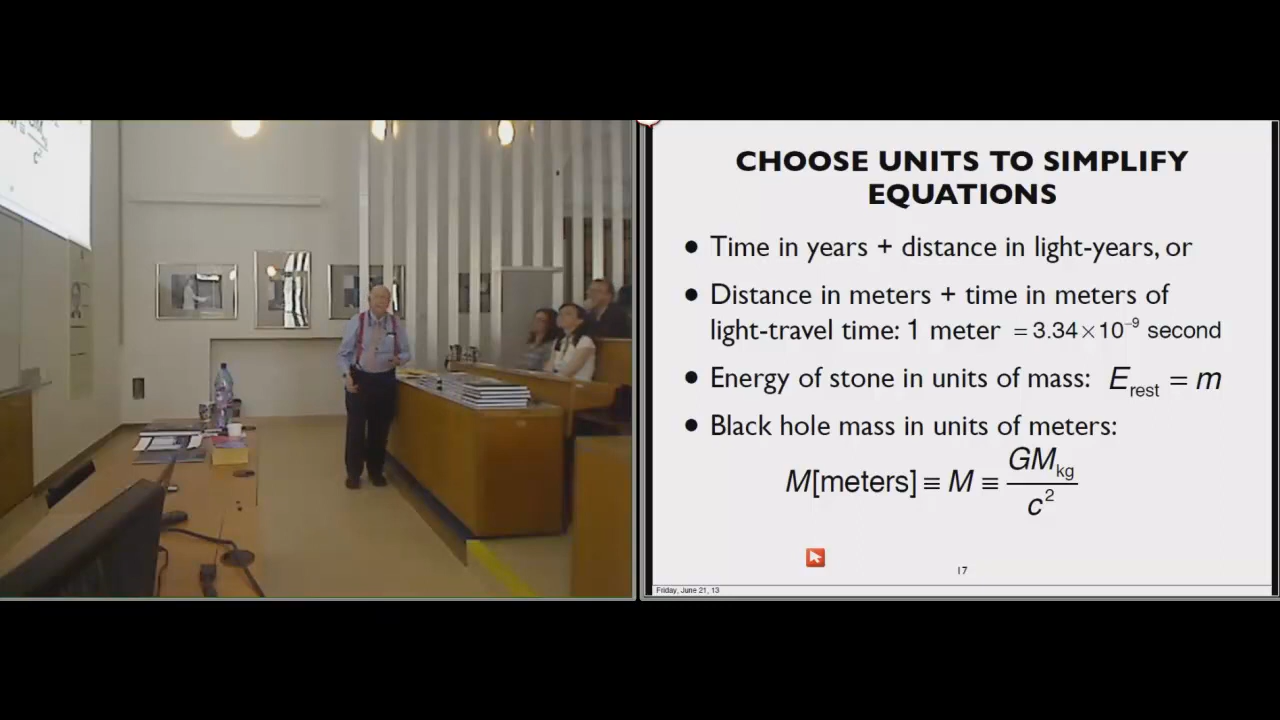 CHOOSE UNITS TO SIMPLIFY
EQUATIONS
• Time in years + distance in light-years, or
• Distance in meters + time in meters of
light-travel time: 1 meter = 3.34×10⁻⁹ second
• Energy of stone in units of mass: E_rest = m
• Black hole mass in units of meters:
M[meters] ≡ M ≡ GM_kg / c²
17
Friday, June 21, 13